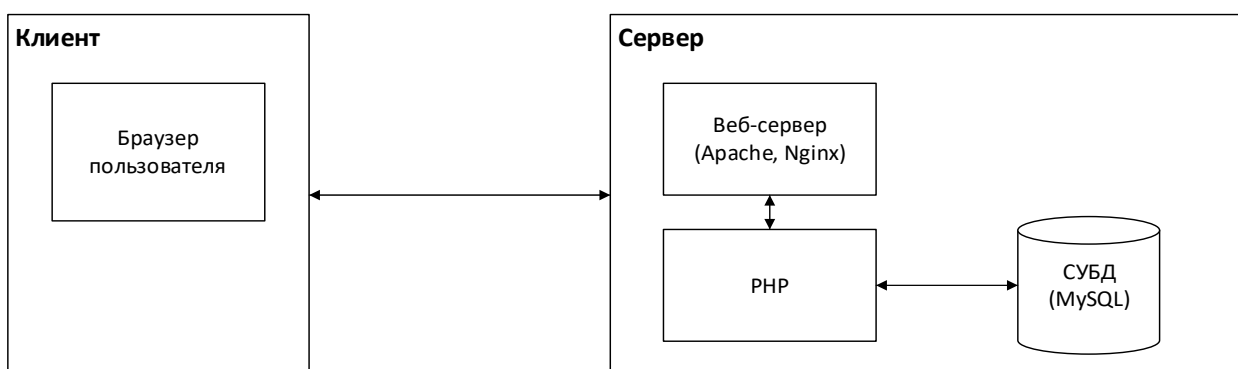 Клиент
Браузер
пользователя
Сервер
Веб-сервер
(Apache, Nginx)
PHP
СУБД
(MySQL)